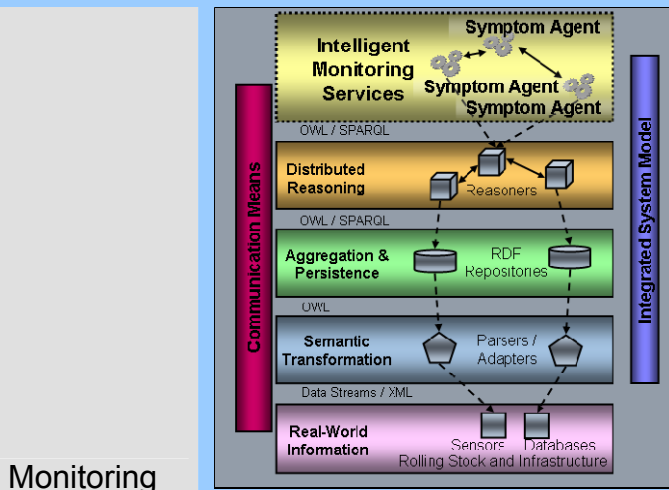 Symptom Agent
Intelligent
Monitoring
Services
Symptom Agent
Symptom Agent
OWL / SPARQL
Distributed
Reasoning
Reasoners
OWL / SPARQL
Aggregation &
Persistence
RDF
Repositories
OWL
Semantic
Transformation
Parsers /
Adapters
Data Streams / XML
Real-World
Information
Sensors
Databases
Rolling Stock and Infrastructure
Communication Means
Integrated System Model
Monitoring